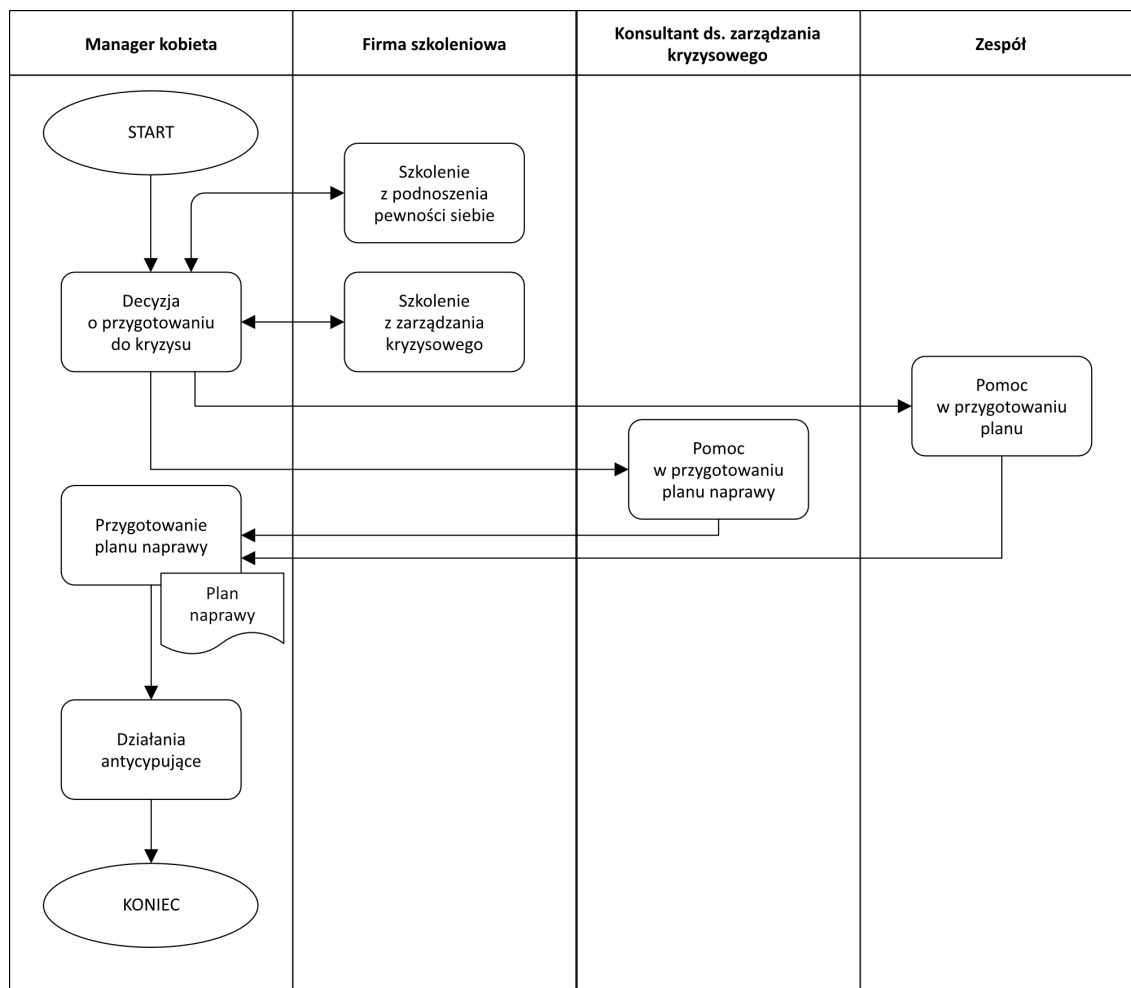 Manager kobieta
Firma szkoleniowa
Konsultant ds. zarządzania
kryzysowego
Zespół
START
Szkolenie
z podnoszenia
pewności siebie
Decyzja
o przygotowaniu
do kryzysu
Szkolenie
z zarządzania
kryzysowego
Pomoc
w przygotowaniu
planu
Pomoc
w przygotowaniu
planu naprawy
Przygotowanie
planu naprawy
Plan
naprawy
Działania
antycypujące
KONIEC